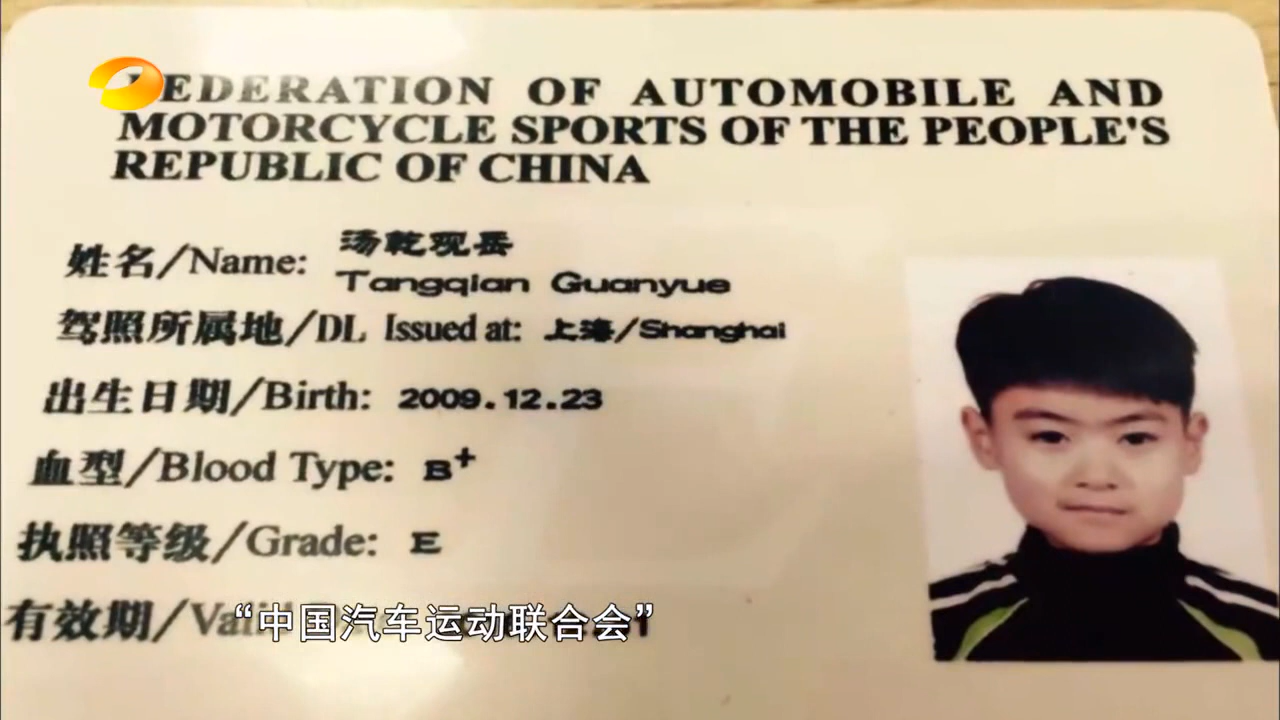 FEDERATION OF AUTOMOBILE AND
MOTORCYCLE SPORTS OF THE PEOPLE'S
REPUBLIC OF CHINA
姓名/Name: 汤乾观岳
Tangqian Guanyue
驾照所属地/DL Issued at: 上海/Shanghai
出生日期/Birth: 2009.12.23
血型/Blood Type: B+
执照等级/Grade: E
有效期/Valid
“中国汽车运动联合会”